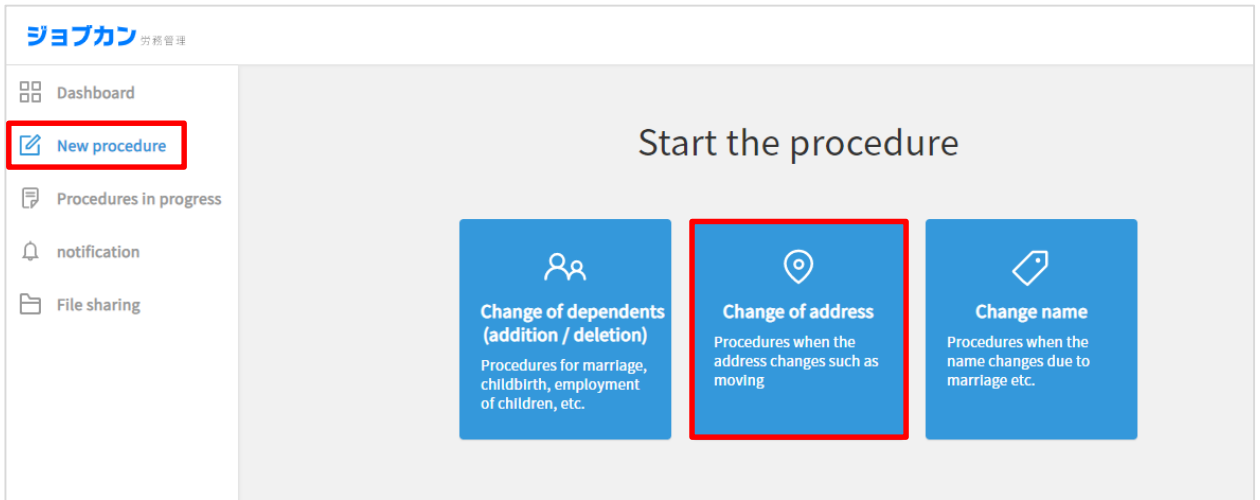 ジョブカン 労務管理
Dashboard
New procedure
Procedures in progress
notification
File sharing
Start the procedure
Change of dependents
(addition / deletion)
Procedures for marriage,
childbirth, employment
of children, etc.
Change of address
Procedures when the
address changes such as
moving
Change name
Procedures when the
name changes due to
marriage etc.